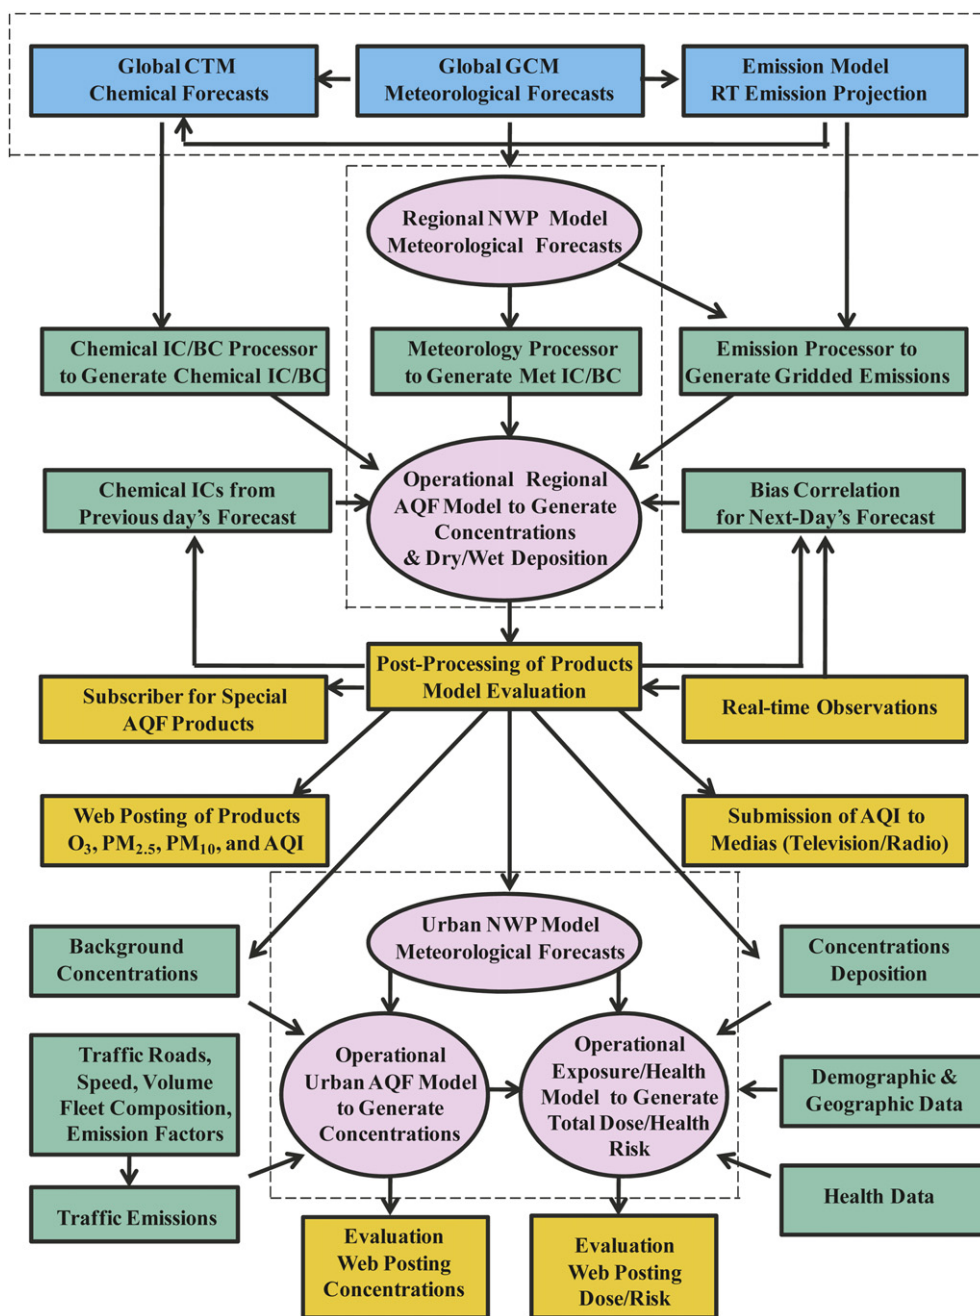 Global CTM
Chemical Forecasts
Global GCM
Meteorological Forecasts
Emission Model
RT Emission Projection
Regional NWP Model
Meteorological Forecasts
Chemical IC/BC Processor
to Generate Chemical IC/BC
Meteorology Processor
to Generate Met IC/BC
Emission Processor to
Generate Gridded Emissions
Chemical ICs from
Previous day's Forecast
Operational Regional
AQF Model to Generate
Concentrations
& Dry/Wet Deposition
Bias Correlation
for Next-Day's Forecast
Post-Processing of Products
Model Evaluation
Subscriber for Special
AQF Products
Real-time Observations
Web Posting of Products
O3, PM2.5, PM10, and AQI
Submission of AQI to
Medias (Television/Radio)
Urban NWP Model
Meteorological Forecasts
Background
Concentrations
Concentrations
Deposition
Traffic Roads,
Speed, Volume
Fleet Composition,
Emission Factors
Operational
Urban AQF Model
to Generate
Concentrations
Operational
Exposure/Health
Model to Generate
Total Dose/Health
Risk
Demographic &
Geographic Data
Traffic Emissions
Health Data
Evaluation
Web Posting
Concentrations
Evaluation
Web Posting
Dose/Risk